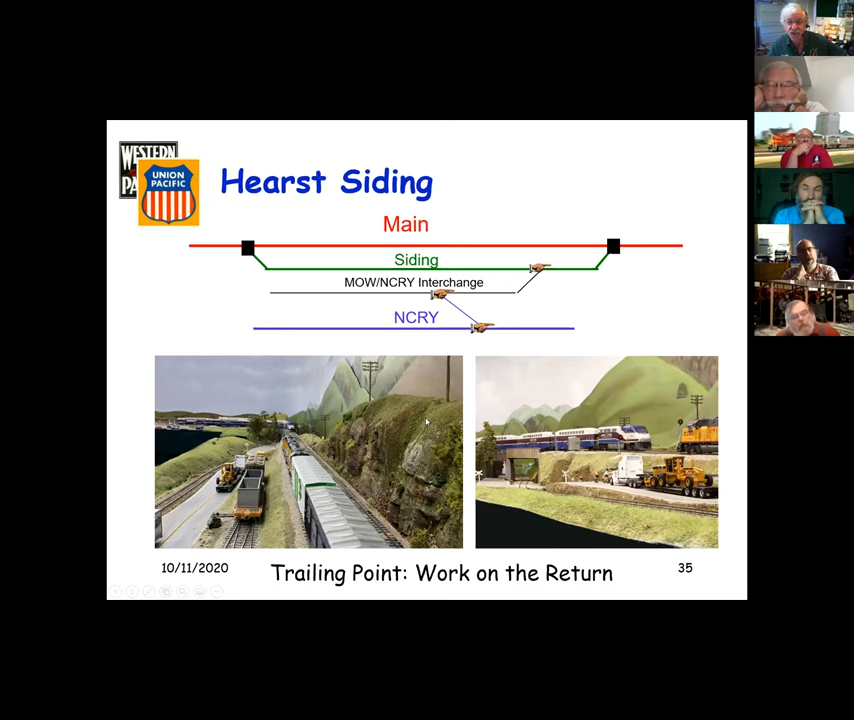 WESTERN
PA
UNION
PACIFIC
Hearst Siding
Main
Siding
MOW/NCRY Interchange
NCRY
10/11/2020
Trailing Point: Work on the Return
35